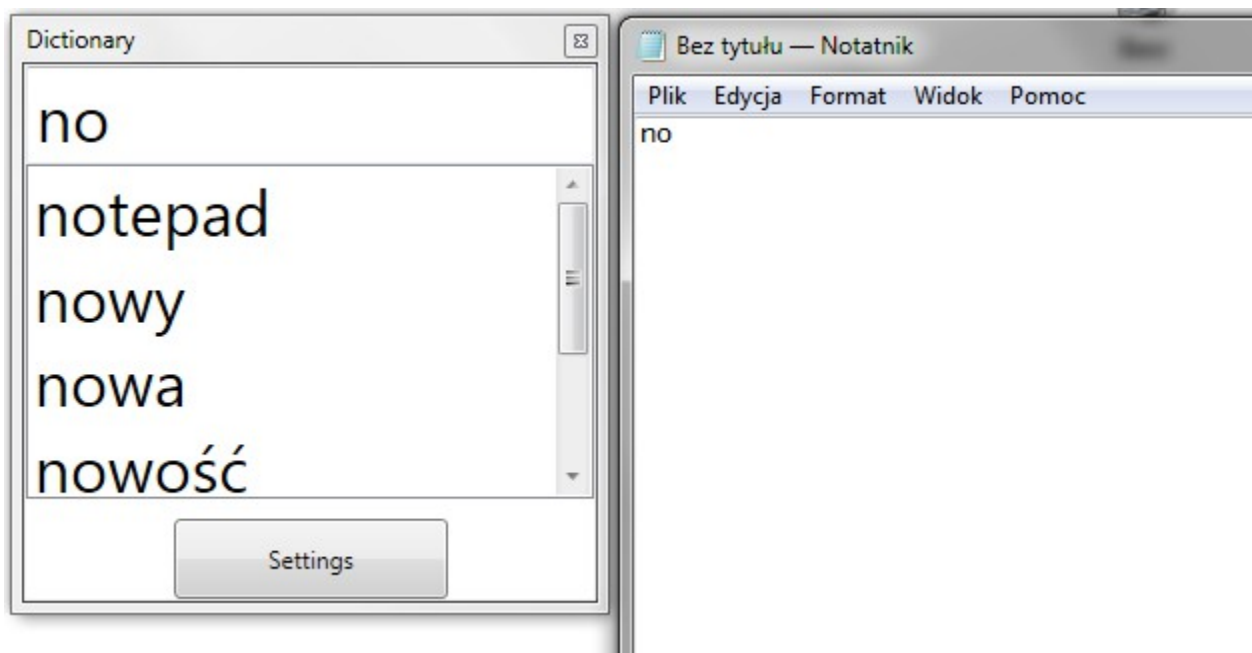 Dictionary
no
notepad
nowy
nowa
nowość
Settings
Bez tytułu — Notatnik
Plik Edycja Format Widok Pomoc
no